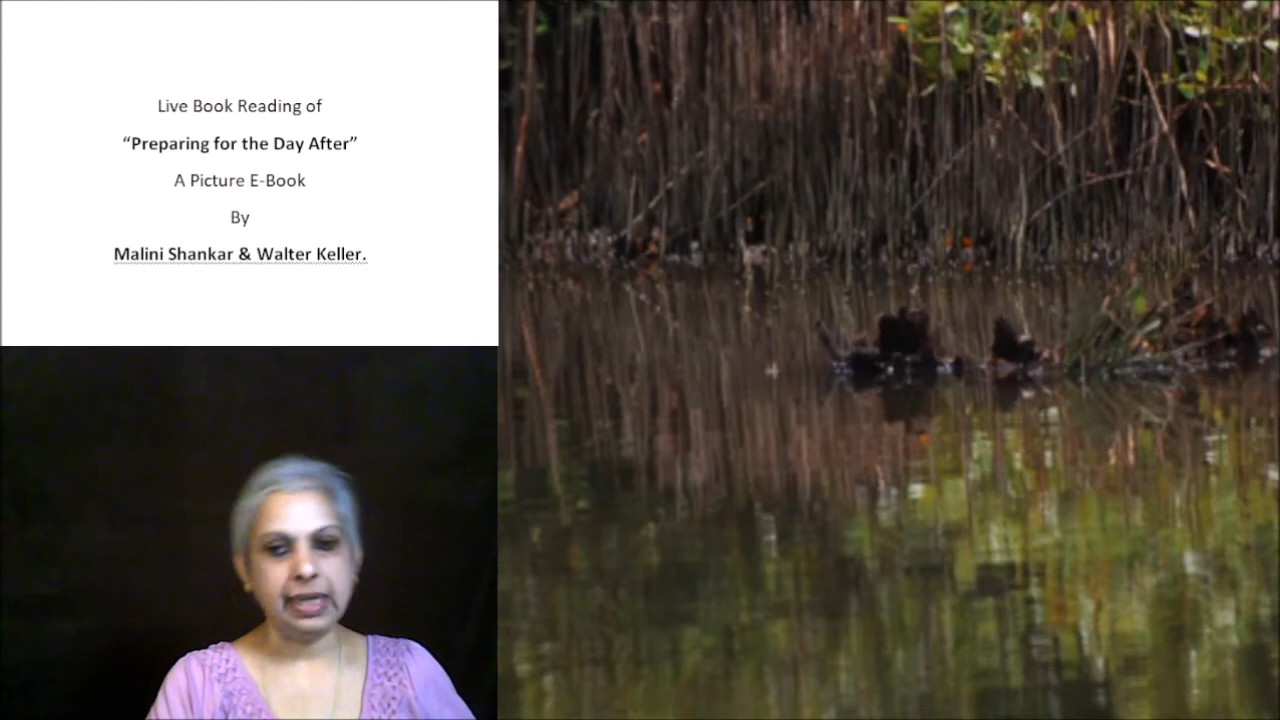 Live Book Reading of
“Preparing for the Day After”
A Picture E-Book
By
Malini Shankar & Walter Keller.